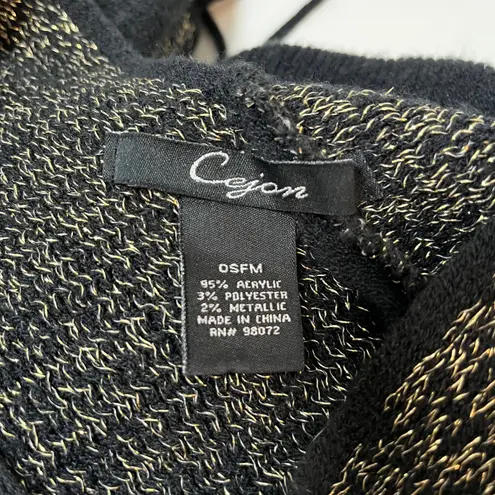 Cejon
OSFM
95% ACRYLIC
3% POLYESTER
2% METALLIC
MADE IN CHINA
RN# 98072